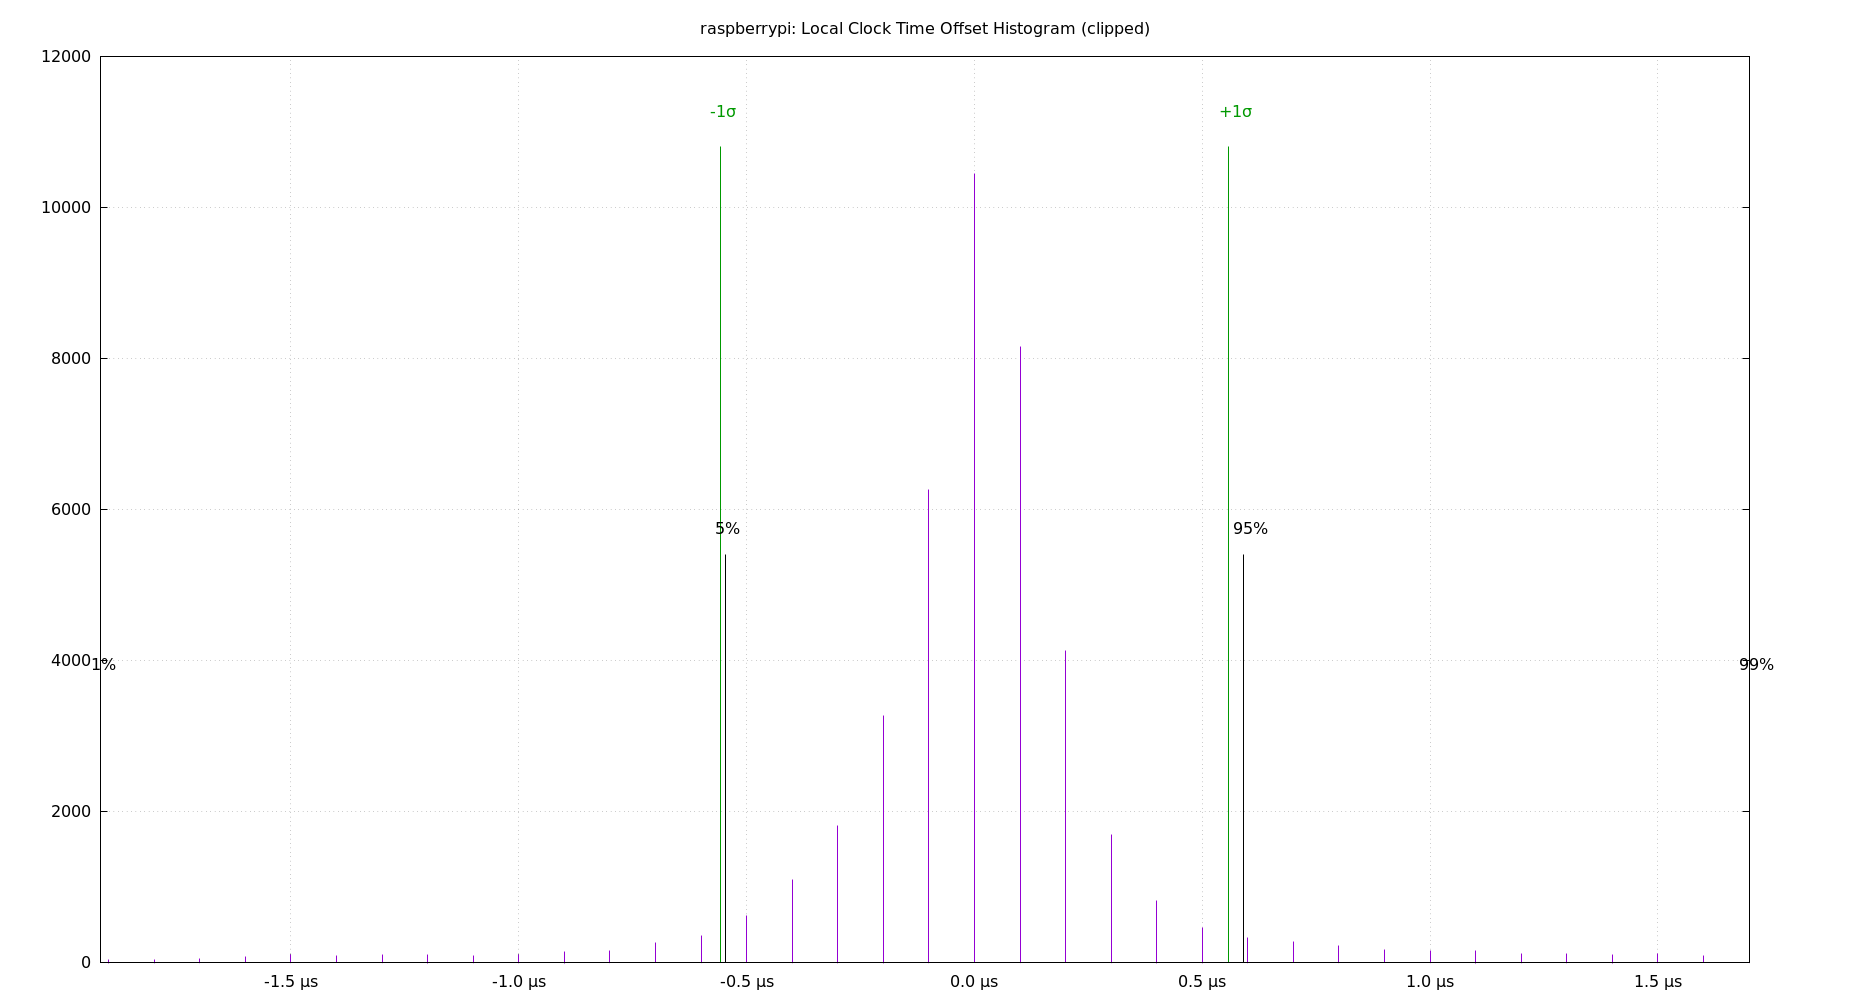 raspberrypi: Local Clock Time Offset Histogram (clipped)
12000
-1σ +1σ
10000
8000
6000
5% 95%
4000 1% 99%
2000
0
-1.5 µs -1.0 µs -0.5 µs 0.0 µs 0.5 µs 1.0 µs 1.5 µs